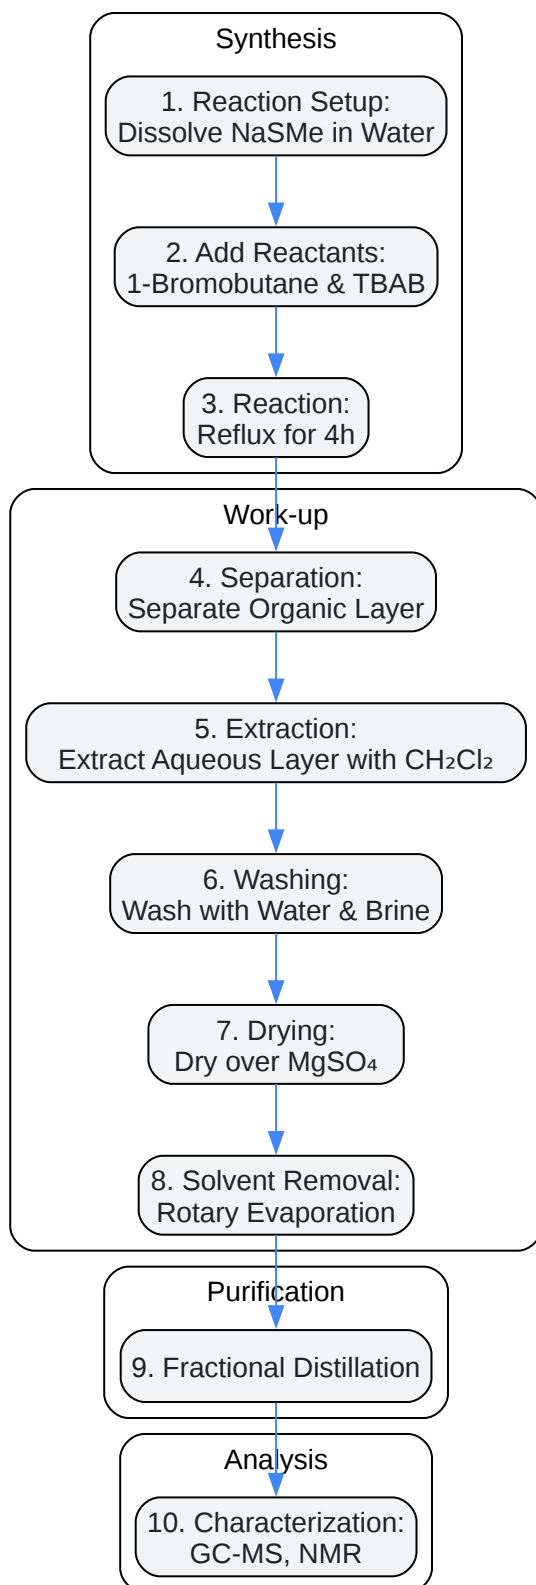 Synthesis
1. Reaction Setup:
Dissolve NaSMe in Water
2. Add Reactants:
1-Bromobutane & TBAB
3. Reaction:
Reflux for 4h
Work-up
4. Separation:
Separate Organic Layer
5. Extraction:
Extract Aqueous Layer with CH₂Cl₂
6. Washing:
Wash with Water & Brine
7. Drying:
Dry over MgSO₄
8. Solvent Removal:
Rotary Evaporation
Purification
9. Fractional Distillation
Analysis
10. Characterization:
GC-MS, NMR